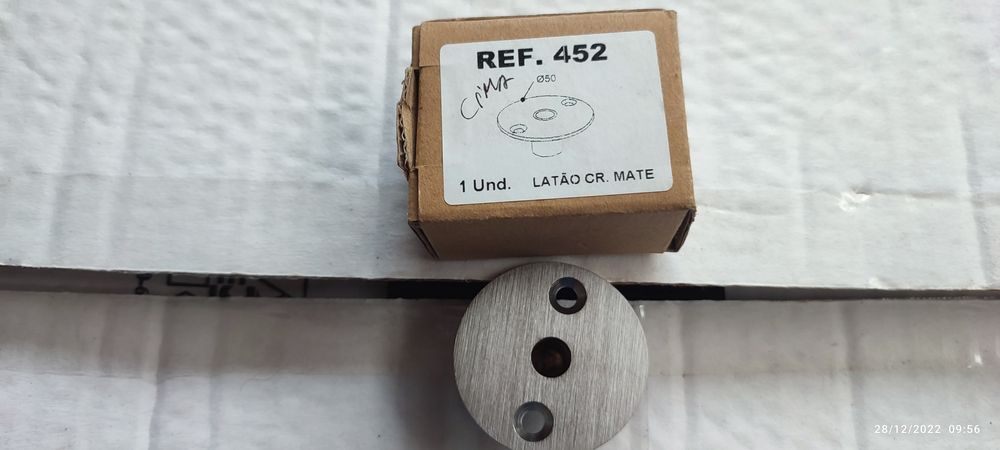 REF. 452
Ø50
CIMA
1 Und. LATÃO CR. MATE
28/12/2022 09:56